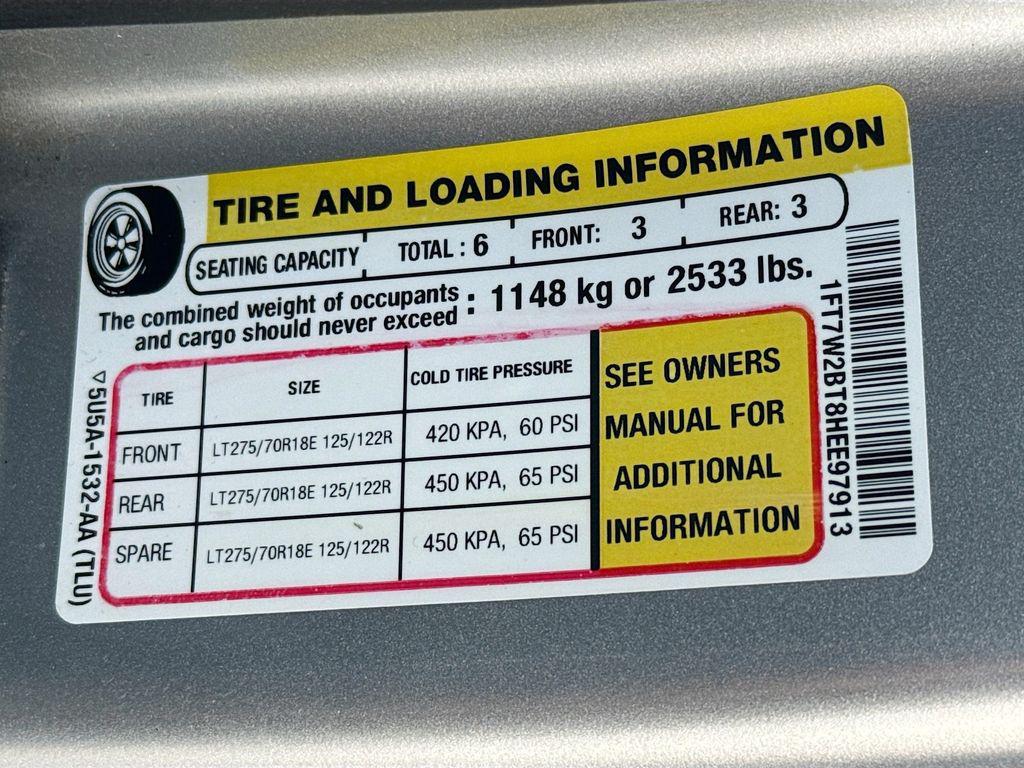 TIRE AND LOADING INFORMATION
SEATING CAPACITY TOTAL : 6 FRONT: 3 REAR: 3
The combined weight of occupants
and cargo should never exceed : 1148 kg or 2533 lbs.
TIRE SIZE COLD TIRE PRESSURE
FRONT LT275/70R18E 125/122R 420 KPA, 60 PSI
REAR LT275/70R18E 125/122R 450 KPA, 65 PSI
SPARE LT275/70R18E 125/122R 450 KPA, 65 PSI
SEE OWNERS
MANUAL FOR
ADDITIONAL
INFORMATION
▽5U5A-1532-AA (TLU)
1FT7W2BT8HEE97913